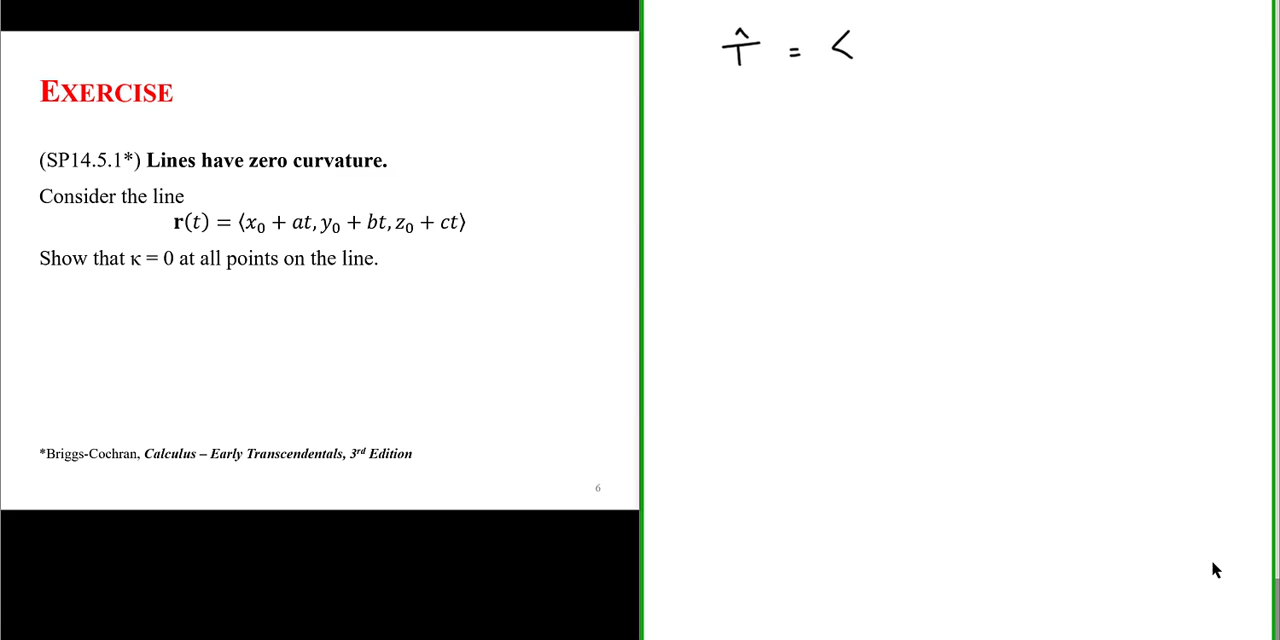 EXERCISE
(SP14.5.1*) Lines have zero curvature.
Consider the line
𝐫(𝑡) = ⟨𝑥₀ + 𝑎𝑡, 𝑦₀ + 𝑏𝑡, 𝑧₀ + 𝑐𝑡⟩
Show that κ = 0 at all points on the line.
*Briggs-Cochran, Calculus – Early Transcendentals, 3rd Edition
6
T̂ = <